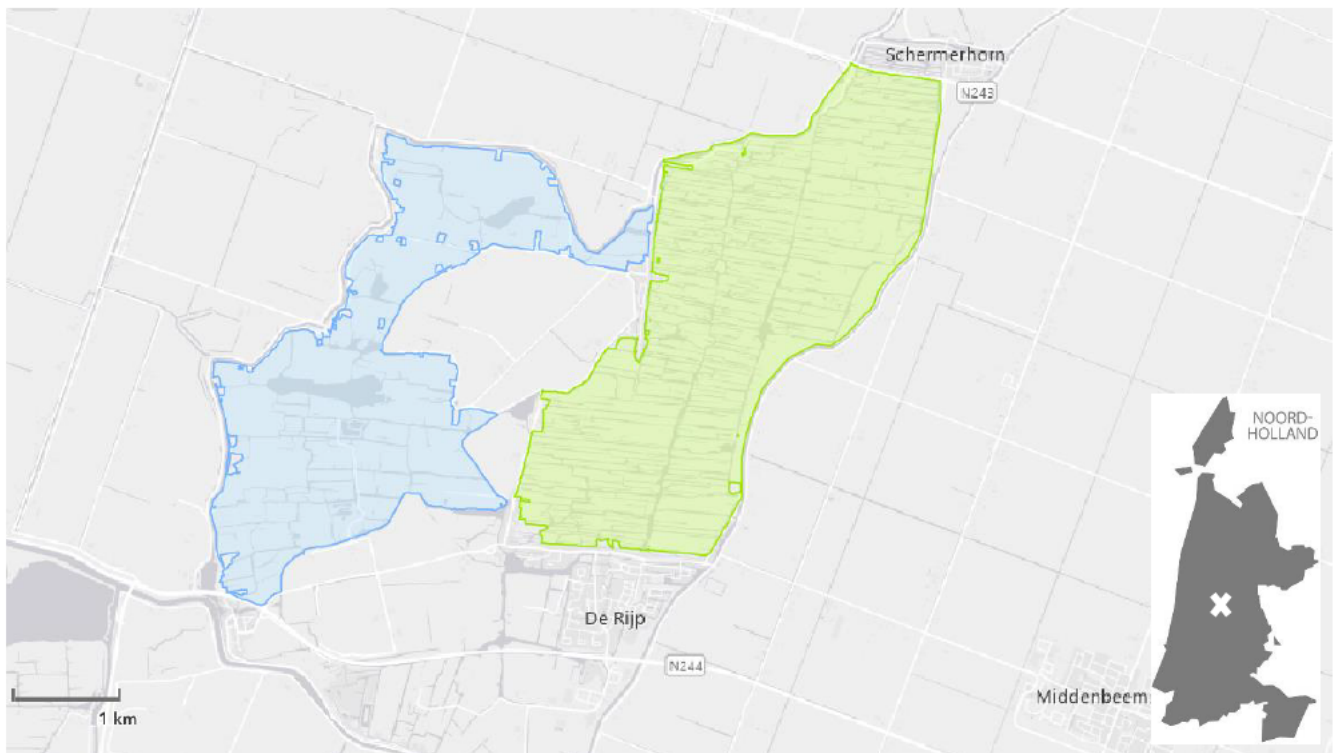 Schermerhorn
N243
NOORD-
HOLLAND
De Rijp
N244
Middenbeem
1 km